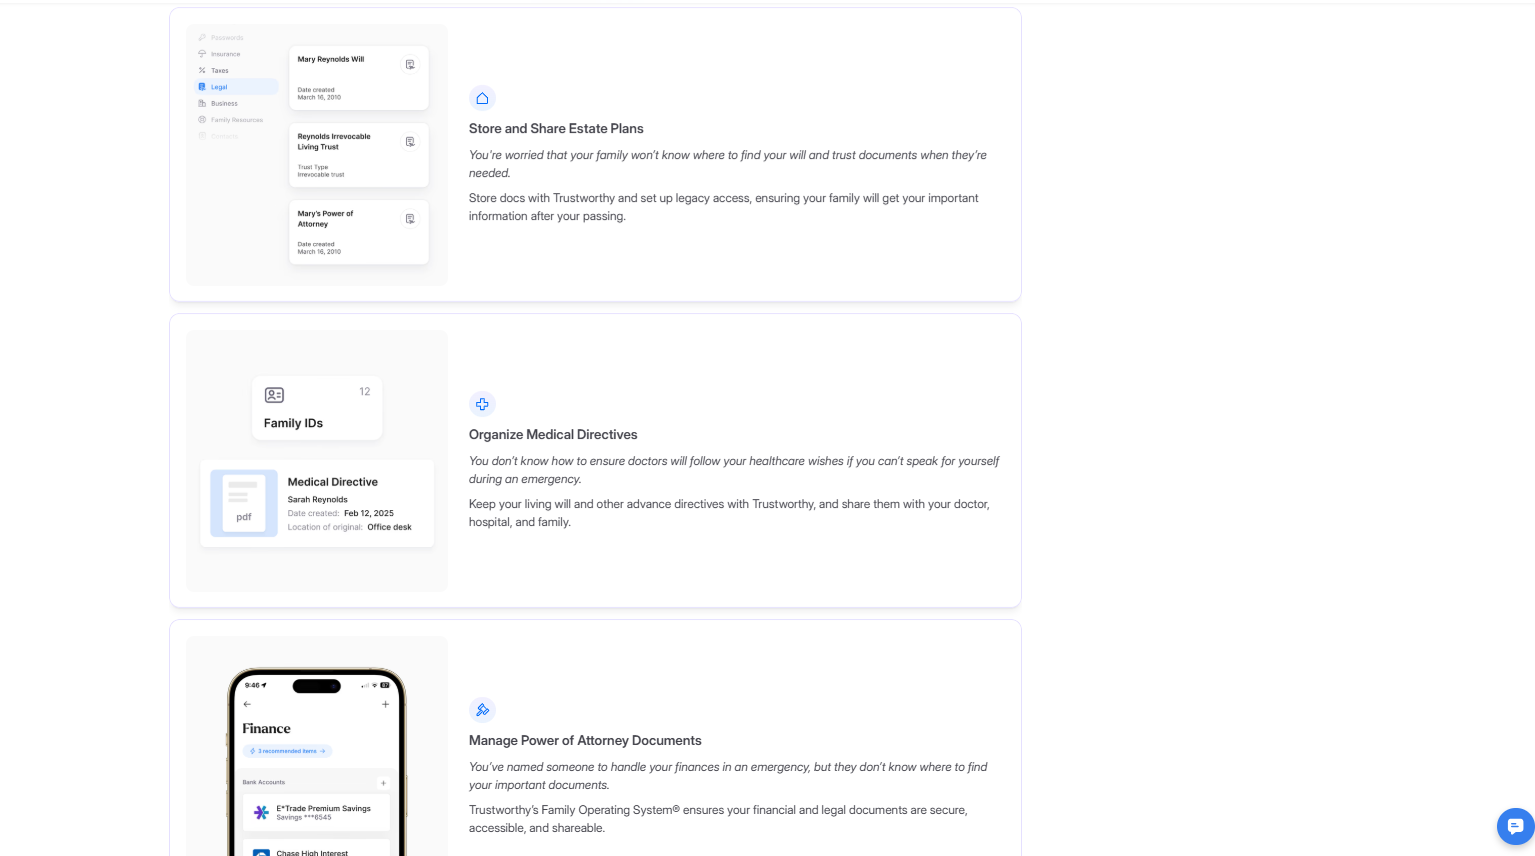 Passwords
Insurance
Taxes
Legal
Business
Family Resources
Contacts
Mary Reynolds Will
Date created
March 16, 2010
Reynolds Irrevocable
Living Trust
Trust Type
Irrevocable trust
Mary's Power of
Attorney
Date created
March 16, 2010
Store and Share Estate Plans
You're worried that your family won't know where to find your will and trust documents when they're
needed.
Store docs with Trustworthy and set up legacy access, ensuring your family will get your important
information after your passing.
12
Family IDs
pdf
Medical Directive
Sarah Reynolds
Date created: Feb 12, 2025
Location of original: Office desk
Organize Medical Directives
You don't know how to ensure doctors will follow your healthcare wishes if you can't speak for yourself
during an emergency.
Keep your living will and other advance directives with Trustworthy, and share them with your doctor,
hospital, and family.
9:46
67
Finance
3 recommended items
Bank Accounts
E*Trade Premium Savings
Savings ***6545
Chase High Interest
Manage Power of Attorney Documents
You've named someone to handle your finances in an emergency, but they don't know where to find
your important documents.
Trustworthy's Family Operating System® ensures your financial and legal documents are secure,
accessible, and shareable.